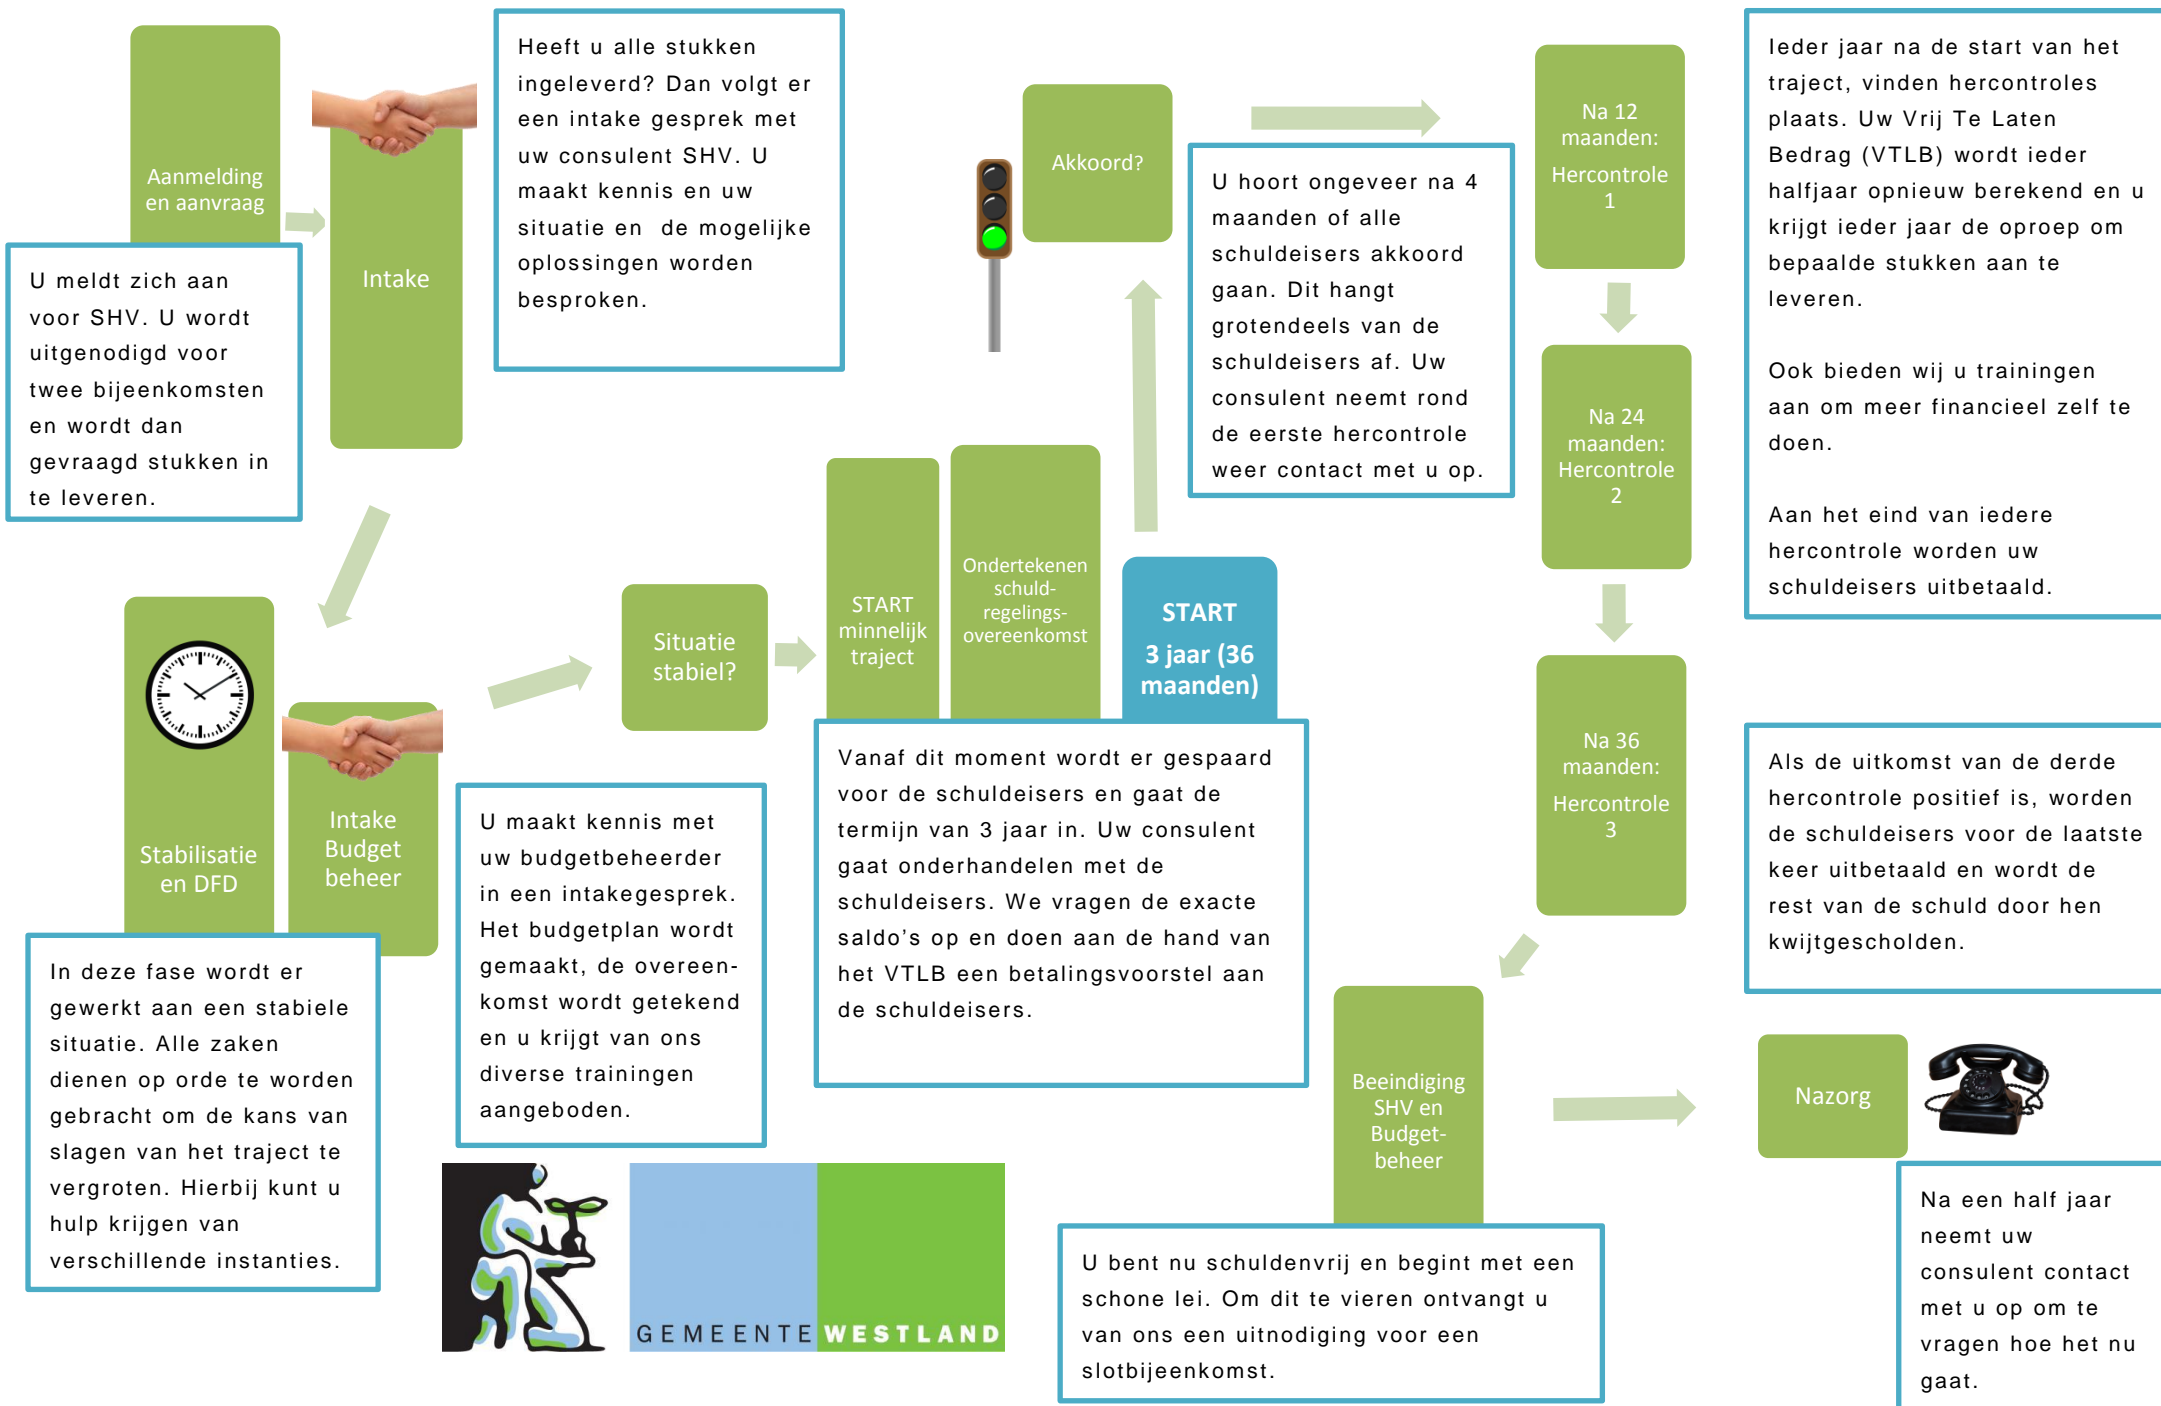 Aanmelding
en aanvraag
U meldt zich aan
voor SHV. U wordt
uitgenodigd voor
twee bijeenkomsten
en wordt dan
gevraagd stukken in
te leveren.
Intake
Heeft u alle stukken
ingeleverd? Dan volgt er
een intake gesprek met
uw consulent SHV. U
maakt kennis en uw
situatie en de mogelijke
oplossingen worden
besproken.
Stabilisatie
en DFD
In deze fase wordt er
gewerkt aan een stabiele
situatie. Alle zaken
dienen op orde te worden
gebracht om de kans van
slagen van het traject te
vergroten. Hierbij kunt u
hulp krijgen van
verschillende instanties.
Intake
Budget
beheer
U maakt kennis met
uw budgetbeheerder
in een intakegesprek.
Het budgetplan wordt
gemaakt, de overeen-
komst wordt getekend
en u krijgt van ons
diverse trainingen
aangeboden.
Situatie
stabiel?
START
minnelijk
traject
Ondertekenen
schuld-
regelings-
overeenkomst
START
3 jaar (36
maanden)
Vanaf dit moment wordt er gespaard
voor de schuldeisers en gaat de
termijn van 3 jaar in. Uw consulent
gaat onderhandelen met de
schuldeisers. We vragen de exacte
saldo’s op en doen aan de hand van
het VTLB een betalingsvoorstel aan
de schuldeisers.
Akkoord?
U hoort ongeveer na 4
maanden of alle
schuldeisers akkoord
gaan. Dit hangt
grotendeels van de
schuldeisers af. Uw
consulent neemt rond
de eerste hercontrole
weer contact met u op.
Na 12
maanden:
Hercontrole
1
Na 24
maanden:
Hercontrole
2
Na 36
maanden:
Hercontrole
3
Ieder jaar na de start van het
traject, vinden hercontroles
plaats. Uw Vrij Te Laten
Bedrag (VTLB) wordt ieder
halfjaar opnieuw berekend en u
krijgt ieder jaar de oproep om
bepaalde stukken aan te
leveren.
Ook bieden wij u trainingen
aan om meer financieel zelf te
doen.
Aan het eind van iedere
hercontrole worden uw
schuldeisers uitbetaald.
Als de uitkomst van de derde
hercontrole positief is, worden
de schuldeisers voor de laatste
keer uitbetaald en wordt de
rest van de schuld door hen
kwijtgescholden.
Beeindiging
SHV en
Budget-
beheer
U bent nu schuldenvrij en begint met een
schone lei. Om dit te vieren ontvangt u
van ons een uitnodiging voor een
slotbijeenkomst.
Nazorg
Na een half jaar
neemt uw
consulent contact
met u op om te
vragen hoe het nu
gaat.
GEMEENTE WESTLAND